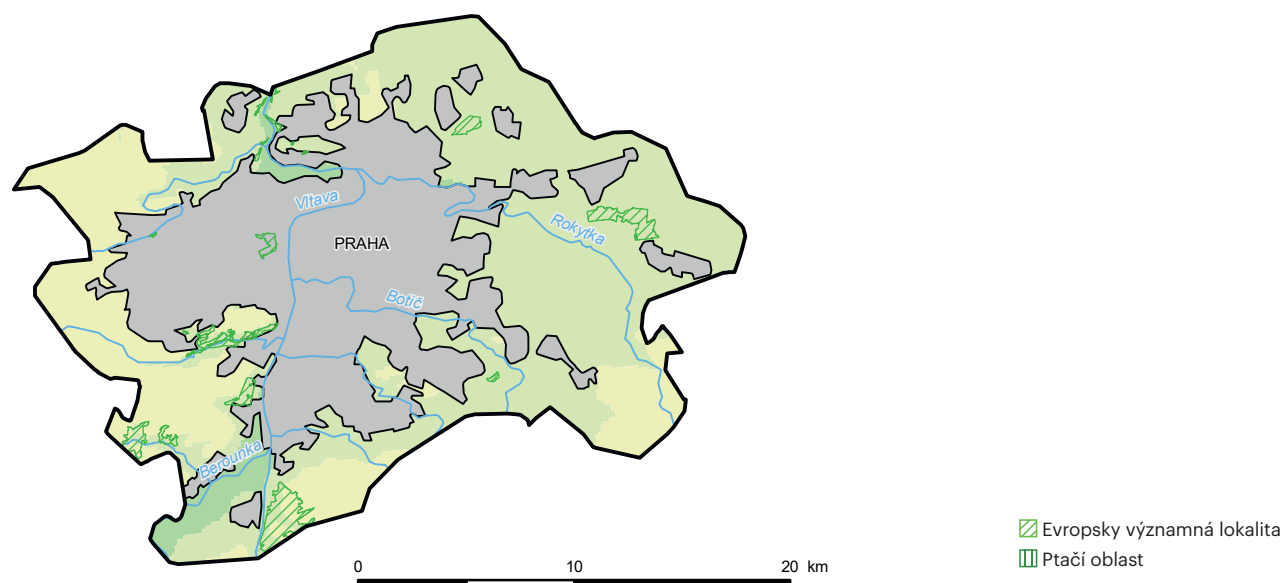 Vltava
PRAHA
Rokytka
Botič
Berounka
0 10 20 km
Evropsky významná lokalita
Ptačí oblast